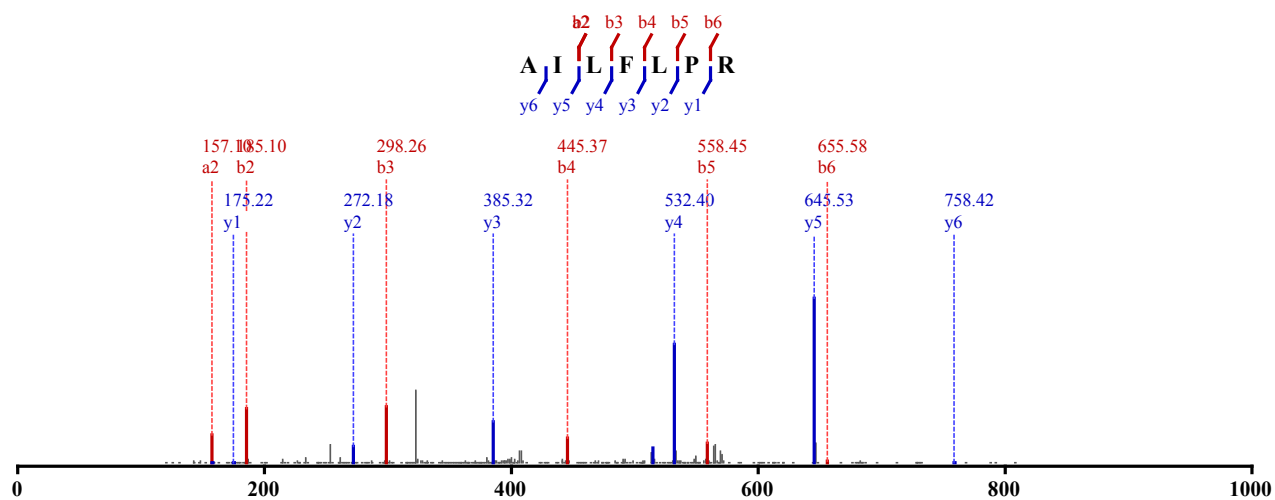 a2 b2 b3 b4 b5 b6
A I L F L P R
y6 y5 y4 y3 y2 y1
157.10 185.10 298.26 445.37 558.45 655.58
a2 b2 b3 b4 b5 b6
175.22 272.18 385.32 532.40 645.53 758.42
y1 y2 y3 y4 y5 y6
0 200 400 600 800 1000